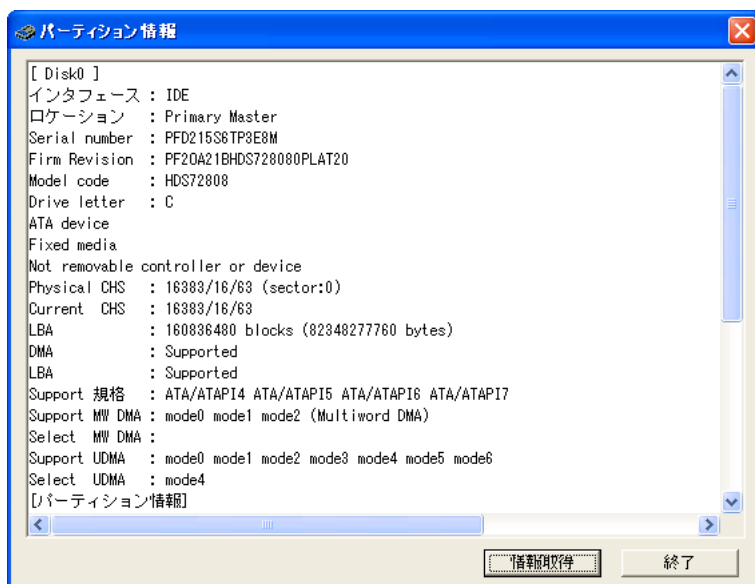 パーティション情報
[ Disk0 ]
インタフェース : IDE
ロケーション : Primary Master
Serial number : PFD215S6TP3E8M
Firm Revision : PF2OA21BHDS728080PLAT20
Model code : HDS72808
Drive letter : C
ATA device
Fixed media
Not removable controller or device
Physical CHS : 16383/16/63 (sector:0)
Current CHS : 16383/16/63
LBA : 160836480 blocks (82348277760 bytes)
DMA : Supported
LBA : Supported
Support 規格 : ATA/ATAPI4 ATA/ATAPI5 ATA/ATAPI6 ATA/ATAPI7
Support MW DMA : mode0 mode1 mode2 (Multiword DMA)
Select MW DMA :
Support UDMA : mode0 mode1 mode2 mode3 mode4 mode5 mode6
Select UDMA : mode4
[パーティション情報]
情報取得
終了